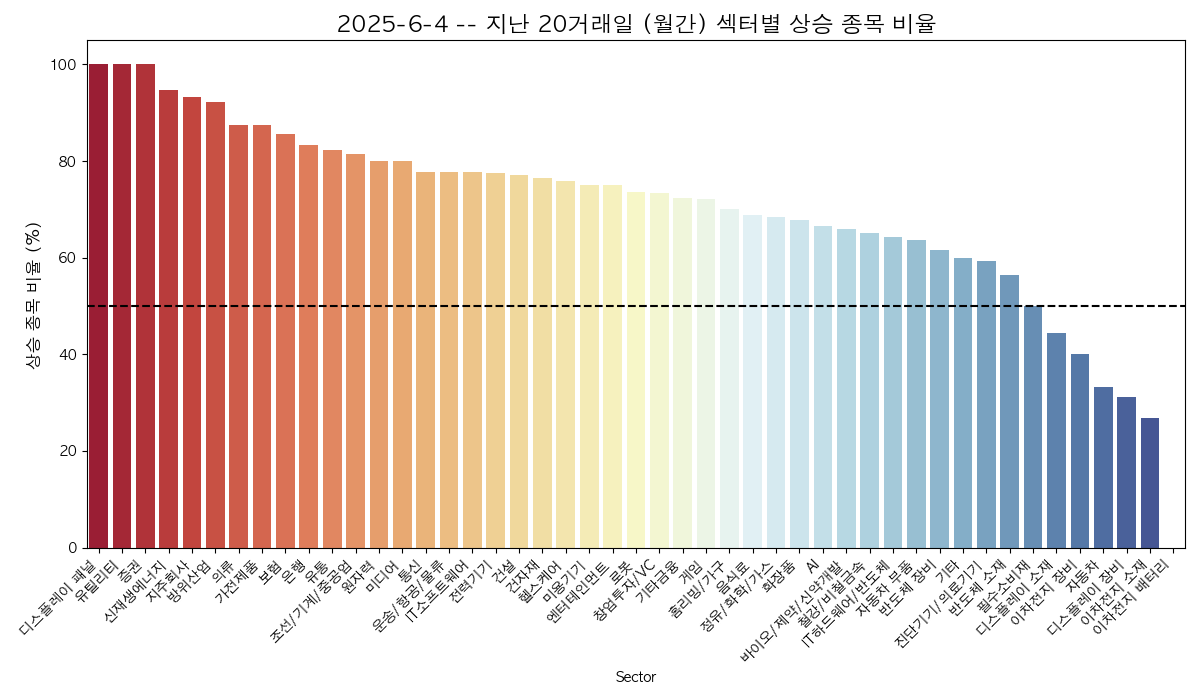 2025-6-4 -- 지난 20거래일 (월간) 섹터별 상승 종목 비율
상승 종목 비율 (%)
100
80
60
40
20
0
디스플레이 패널
유틸리티
증권
신재생에너지
지주회사
방위산업
의류
가전제품
보험
은행
유통
조선/기계/중공업
원자력
미디어
통신
운송/항공/물류
IT소프트웨어
전력기기
건설
건자재
헬스케어
미용기기
엔터테인먼트
로봇
창업투자/VC
기타금융
게임
홈리빙/가구
음식료
정유/화학/가스
화장품
AI
바이오/제약/신약개발
철강/비철금속
IT하드웨어/반도체
자동차 부품
반도체 장비
기타
진단기기/의료기기
반도체 소재
필수소비재
디스플레이 소재
이차전지 장비
자동차
디스플레이 장비
이차전지 소재
이차전지 배터리
Sector